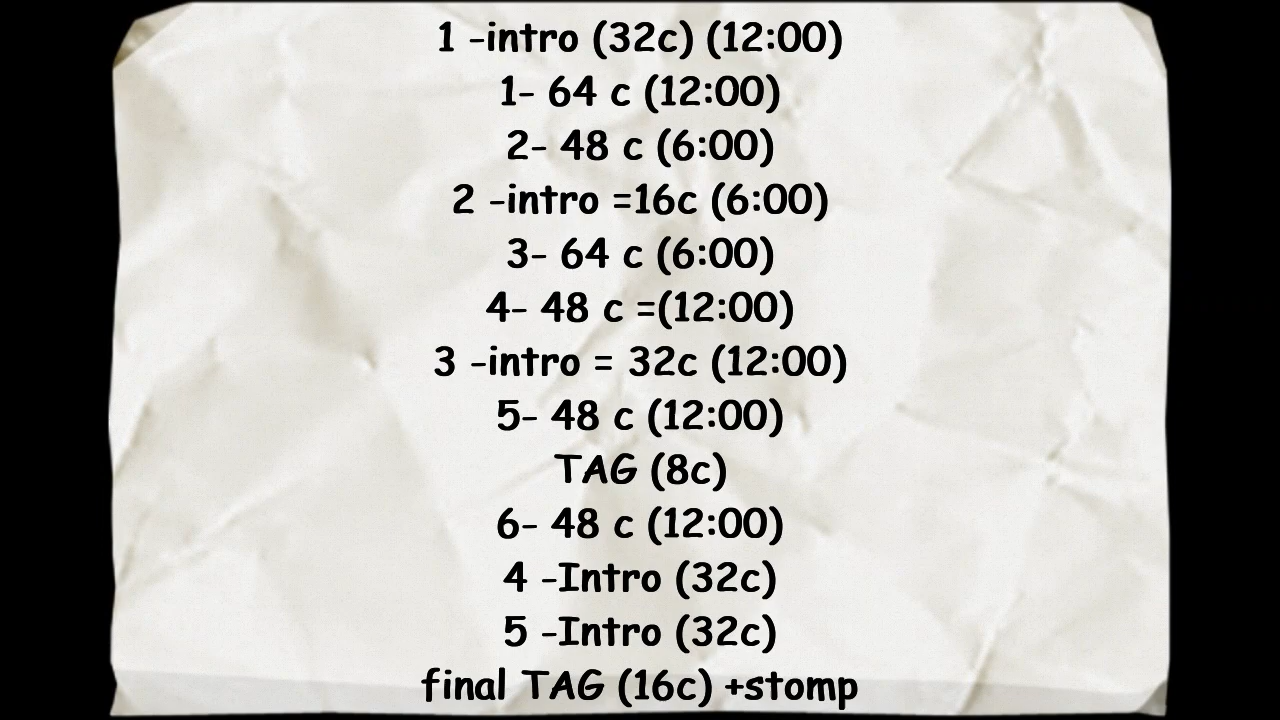 1 -intro (32c) (12:00)
1- 64 c (12:00)
2- 48 c (6:00)
2 -intro =16c (6:00)
3- 64 c (6:00)
4- 48 c =(12:00)
3 -intro = 32c (12:00)
5- 48 c (12:00)
TAG (8c)
6- 48 c (12:00)
4 -Intro (32c)
5 -Intro (32c)
final TAG (16c) +stomp